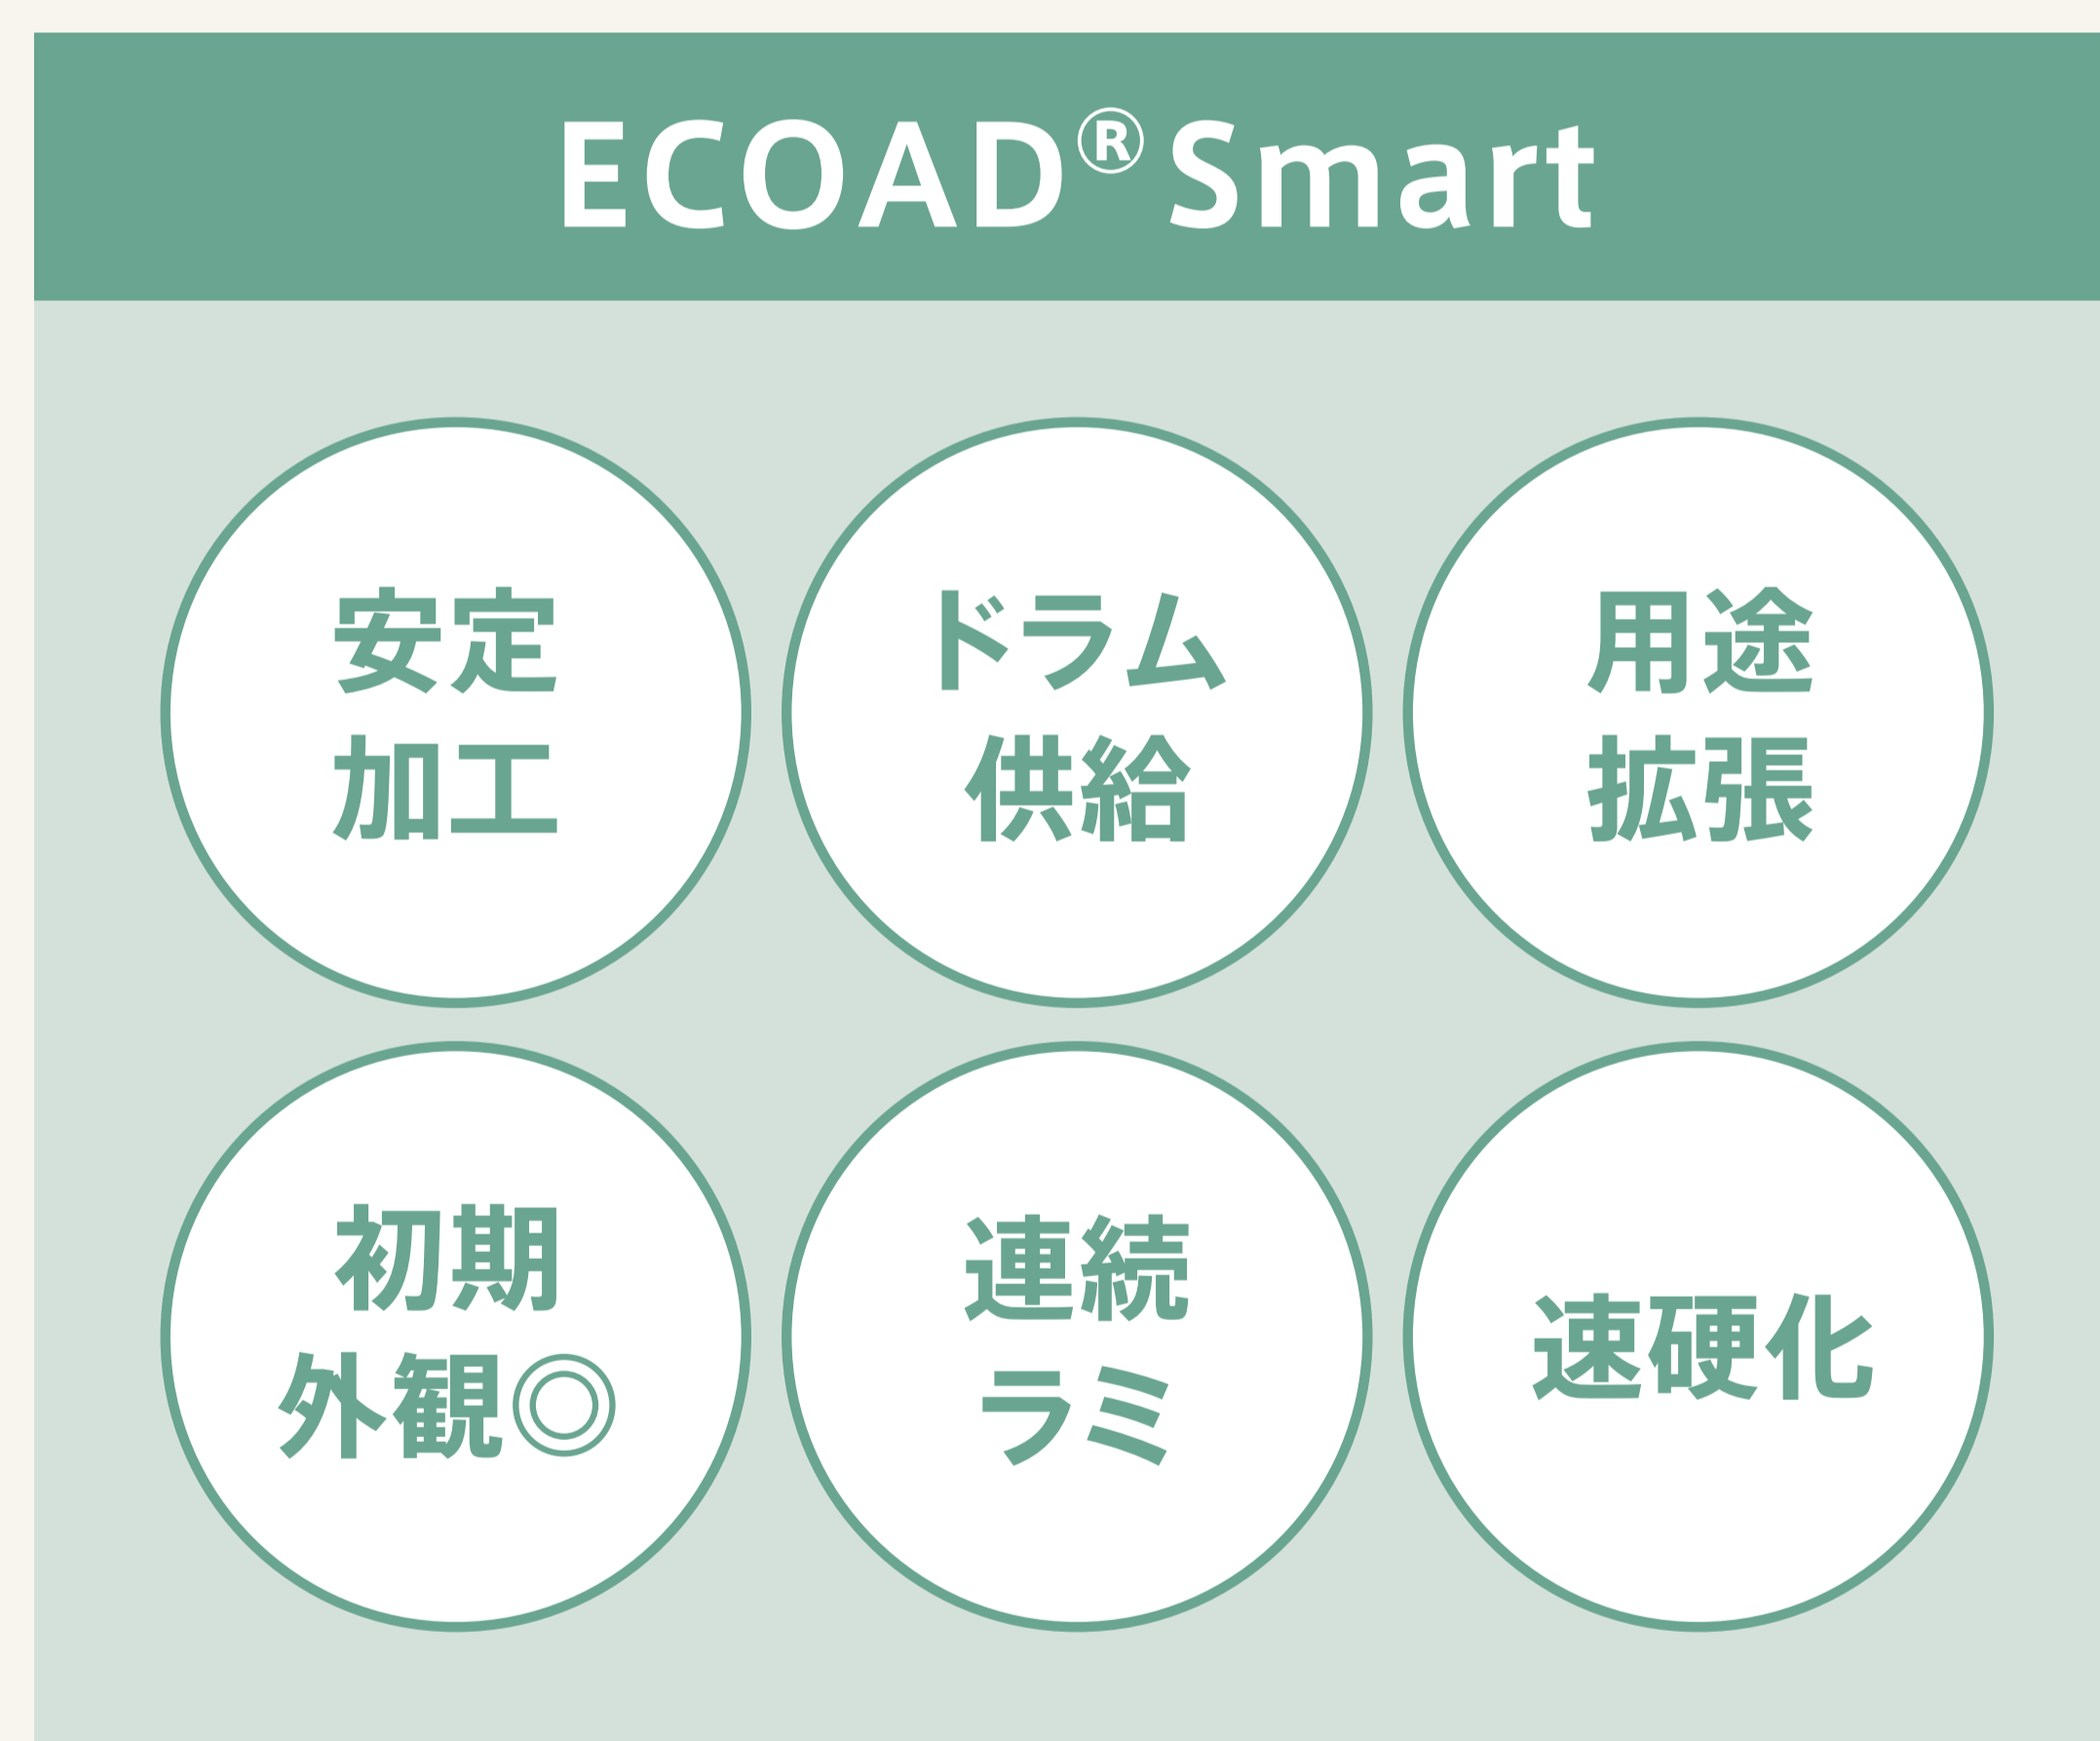 ECOAD®Smart
安定
加工
ドラム
供給
用途
拡張
初期
外観◎
連続
ラミ
速硬化